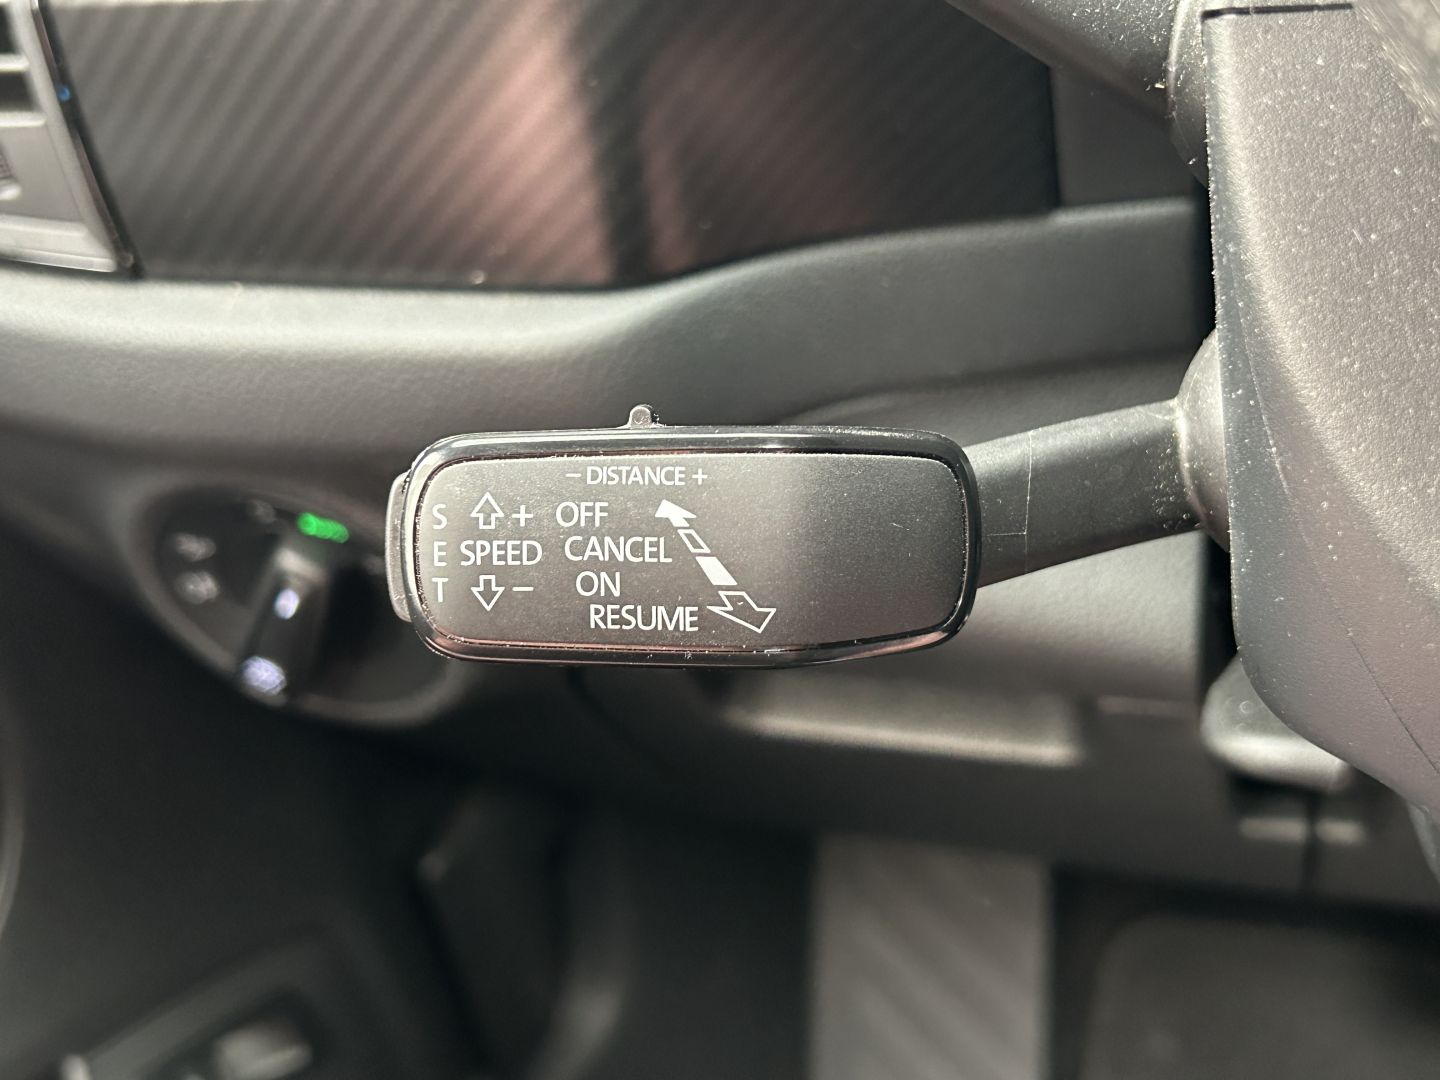 - DISTANCE +
S + OFF
E SPEED CANCEL
T - ON
RESUME